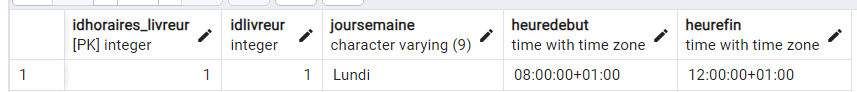 idhoraires_livreur idlivreur joursemaine heuredebut heurefin
[PK] integer integer character varying (9) time with time zone time with time zone
1 1 1 Lundi 08:00:00+01:00 12:00:00+01:00